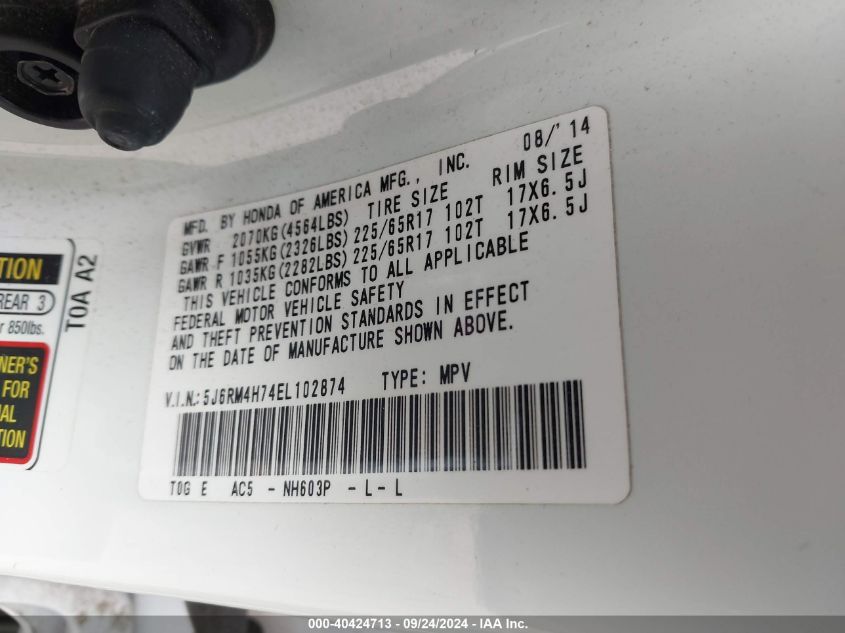 MFD. BY HONDA OF AMERICA MFG., INC. 08/'14
GVWR 2070KG(4564LBS) TIRE SIZE RIM SIZE
GAWR F 1055KG(2326LBS) 225/65R17 102T 17X6.5J
GAWR R 1035KG(2282LBS) 225/65R17 102T 17X6.5J
THIS VEHICLE CONFORMS TO ALL APPLICABLE
FEDERAL MOTOR VEHICLE SAFETY
AND THEFT PREVENTION STANDARDS IN EFFECT
ON THE DATE OF MANUFACTURE SHOWN ABOVE.
V.I.N.: 5J6RM4H74EL102874 TYPE: MPV
T0G E AC5 - NH603P - L - L
TION
REAR 3
r 850lbs.
T0A A2
NER'S
FOR
AL
TION
000-40424713 - 09/24/2024 - IAA Inc.